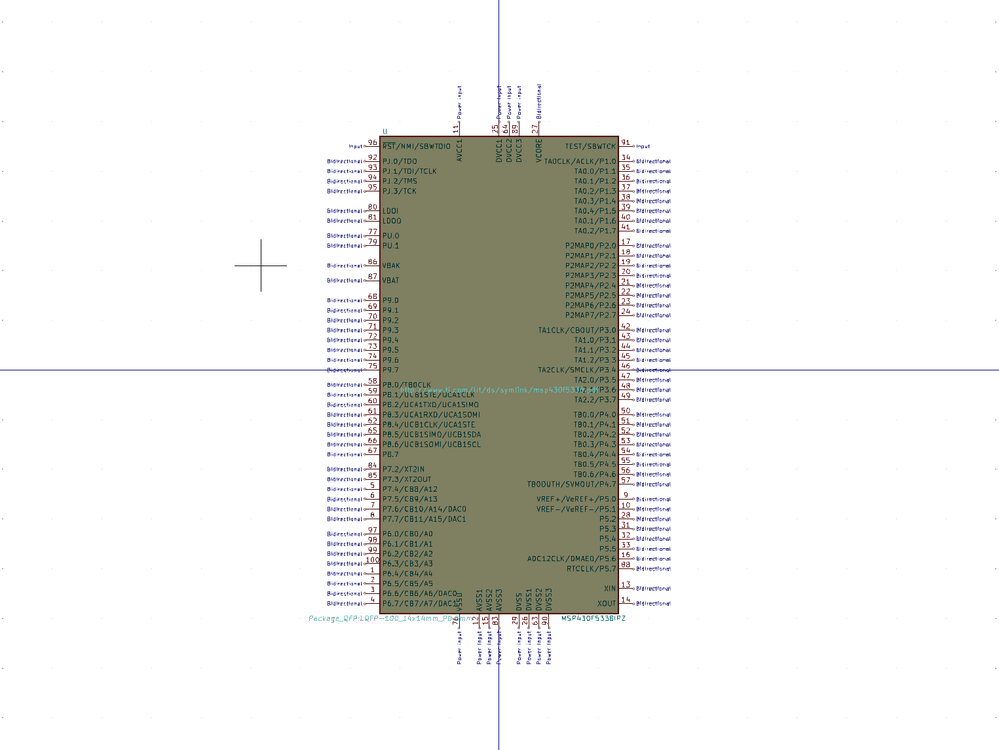 Power input
Power input
Power input
Power input
Bidirectional
11
25
64
89
27
U
AVCC1
DVCC1
DVCC2
DVCC3
VCORE
Input 96 RST/NMI/SBWTDIO
Bidirectional 92 PJ.0/TDO
Bidirectional 93 PJ.1/TDI/TCLK
Bidirectional 94 PJ.2/TMS
Bidirectional 95 PJ.3/TCK
Bidirectional 80 LDOI
Bidirectional 81 LDOO
Bidirectional 77 PU.0
Bidirectional 79 PU.1
Bidirectional 86 VBAK
Bidirectional 87 VBAT
Bidirectional 68 P9.0
Bidirectional 69 P9.1
Bidirectional 70 P9.2
Bidirectional 71 P9.3
Bidirectional 72 P9.4
Bidirectional 73 P9.5
Bidirectional 74 P9.6
Bidirectional 75 P9.7
Bidirectional 58 P8.0/TB0CLK
Bidirectional 59 P8.1/UCB1STE/UCA1CLK
Bidirectional 60 P8.2/UCA1TXD/UCA1SIMO
Bidirectional 61 P8.3/UCA1RXD/UCA1SOMI
Bidirectional 62 P8.4/UCB1CLK/UCA1STE
Bidirectional 65 P8.5/UCB1SIMO/UCB1SDA
Bidirectional 66 P8.6/UCB1SOMI/UCB1SCL
Bidirectional 67 P8.7
Bidirectional 84 P7.2/XT2IN
Bidirectional 85 P7.3/XT2OUT
Bidirectional 5 P7.4/CB8/A12
Bidirectional 6 P7.5/CB9/A13
Bidirectional 7 P7.6/CB10/A14/DAC0
Bidirectional 8 P7.7/CB11/A15/DAC1
Bidirectional 97 P6.0/CB0/A0
Bidirectional 98 P6.1/CB1/A1
Bidirectional 99 P6.2/CB2/A2
Bidirectional 100 P6.3/CB3/A3
Bidirectional 1 P6.4/CB4/A4
Bidirectional 2 P6.5/CB5/A5
Bidirectional 3 P6.6/CB6/A6/DAC0
Bidirectional 4 P6.7/CB7/A7/DAC1
TEST/SBWTCK 91 Input
TA0CLK/ACLK/P1.0 34 Bidirectional
TA0.0/P1.1 35 Bidirectional
TA0.1/P1.2 36 Bidirectional
TA0.2/P1.3 37 Bidirectional
TA0.3/P1.4 38 Bidirectional
TA0.4/P1.5 39 Bidirectional
TA0.1/P1.6 40 Bidirectional
TA0.2/P1.7 41 Bidirectional
P2MAP0/P2.0 17 Bidirectional
P2MAP1/P2.1 18 Bidirectional
P2MAP2/P2.2 19 Bidirectional
P2MAP3/P2.3 20 Bidirectional
P2MAP4/P2.4 21 Bidirectional
P2MAP5/P2.5 22 Bidirectional
P2MAP6/P2.6 23 Bidirectional
P2MAP7/P2.7 24 Bidirectional
TA1CLK/CBOUT/P3.0 42 Bidirectional
TA1.0/P3.1 43 Bidirectional
TA1.1/P3.2 44 Bidirectional
TA1.2/P3.3 45 Bidirectional
TA2CLK/SMCLK/P3.4 46 Bidirectional
TA2.0/P3.5 47 Bidirectional
P3.6 48 Bidirectional
TA2.2/P3.7 49 Bidirectional
TB0.0/P4.0 50 Bidirectional
TB0.1/P4.1 51 Bidirectional
TB0.2/P4.2 52 Bidirectional
TB0.3/P4.3 53 Bidirectional
TB0.4/P4.4 54 Bidirectional
TB0.5/P4.5 55 Bidirectional
TB0.6/P4.6 56 Bidirectional
TB0OUTH/SVMOUT/P4.7 57 Bidirectional
VREF+/VeREF+/P5.0 9 Bidirectional
VREF-/VeREF-/P5.1 10 Bidirectional
P5.2 28 Bidirectional
P5.3 31 Bidirectional
P5.4 32 Bidirectional
P5.5 33 Bidirectional
ADC12CLK/DMAE0/P5.6 16 Bidirectional
RTCCLK/P5.7 88 Bidirectional
XIN 13 Bidirectional
XOUT 14 Bidirectional
AVSS1
AVSS2
AVSS3
DVSS
DVSS1
DVSS2
DVSS3
Package_QFP:LQFP-100_14x14mm
MSP430F5338IPZ
12
15
83
29
26
63
90
Power input
Power input
Power input
Power input
Power input
Power input
Power input
Power input